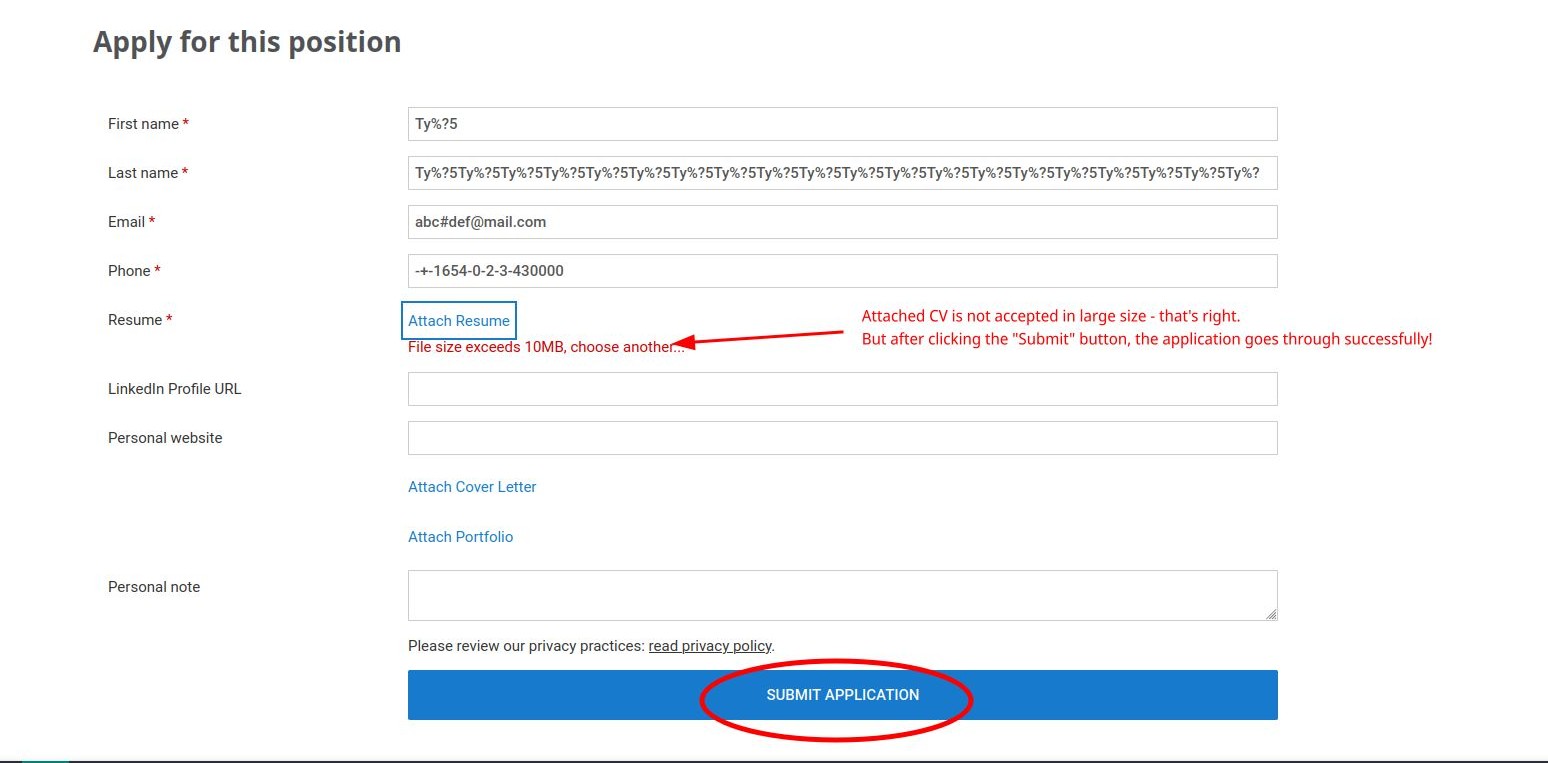 Apply for this position
First name *
Ty%?5
Last name *
Ty%?5Ty%?5Ty%?5Ty%?5Ty%?5Ty%?5Ty%?5Ty%?5Ty%?5Ty%?5Ty%?5Ty%?5Ty%?5Ty%?5Ty%?5Ty%?5Ty%?5Ty%?5Ty%?5Ty%?
Email *
abc#def@mail.com
Phone *
-+-1654-0-2-3-430000
Resume *
Attach Resume
File size exceeds 10MB, choose another...
Attached CV is not accepted in large size - that's right.
But after clicking the "Submit" button, the application goes through successfully!
LinkedIn Profile URL
Personal website
Attach Cover Letter
Attach Portfolio
Personal note
Please review our privacy practices: read privacy policy.
SUBMIT APPLICATION